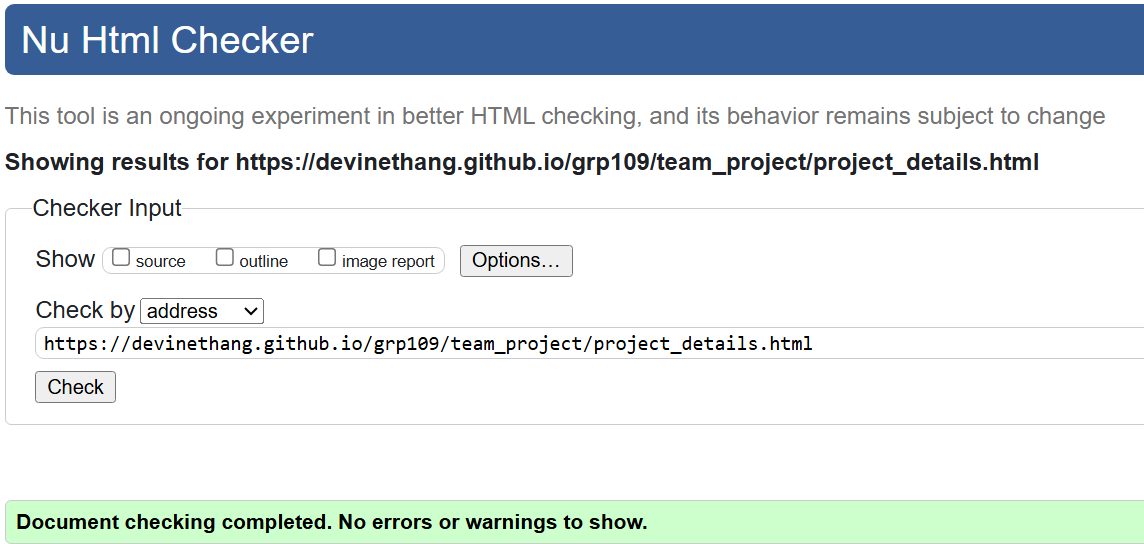 Nu Html Checker
This tool is an ongoing experiment in better HTML checking, and its behavior remains subject to change
Showing results for https://devinethang.github.io/grp109/team_project/project_details.html
Checker Input
Show source outline image report Options…
Check by address
https://devinethang.github.io/grp109/team_project/project_details.html
Check
Document checking completed. No errors or warnings to show.